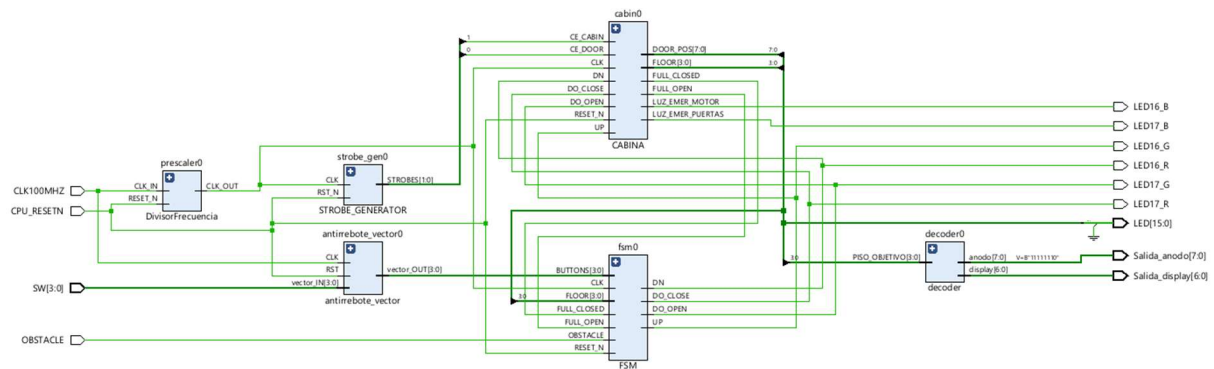 CLK100MHZ
CPU_RESETN
SW[3:0]
OBSTACLE
prescaler0
CLK_IN
RESET_N
CLK_OUT
DivisorFrecuencia
strobe_gen0
CLK
RST_N
STROBES[1:0]
STROBE_GENERATOR
antirrebote_vector0
CLK
RST
vector_IN[3:0]
vector_OUT[3:0]
antirrebote_vector
1
0
cabin0
CE_CABIN
CE_DOOR
CLK
DN
DO_CLOSE
DO_OPEN
RESET_N
UP
DOOR_POS[7:0]
FLOOR[3:0]
FULL_CLOSED
FULL_OPEN
LUZ_EMER_MOTOR
LUZ_EMER_PUERTAS
CABINA
7:0
3:0
fsm0
BUTTONS[3:0]
CLK
3:0
FLOOR[3:0]
FULL_CLOSED
FULL_OPEN
OBSTACLE
RESET_N
DN
DO_CLOSE
DO_OPEN
UP
FSM
3:0
decoder0
PISO_OBJETIVO[3:0]
anodo[7:0]
V=B"11111110"
display[6:0]
decoder
LED16_B
LED17_B
LED16_G
LED16_R
LED17_G
LED17_R
LED[15:0]
Salida_anodo[7:0]
Salida_display[6:0]